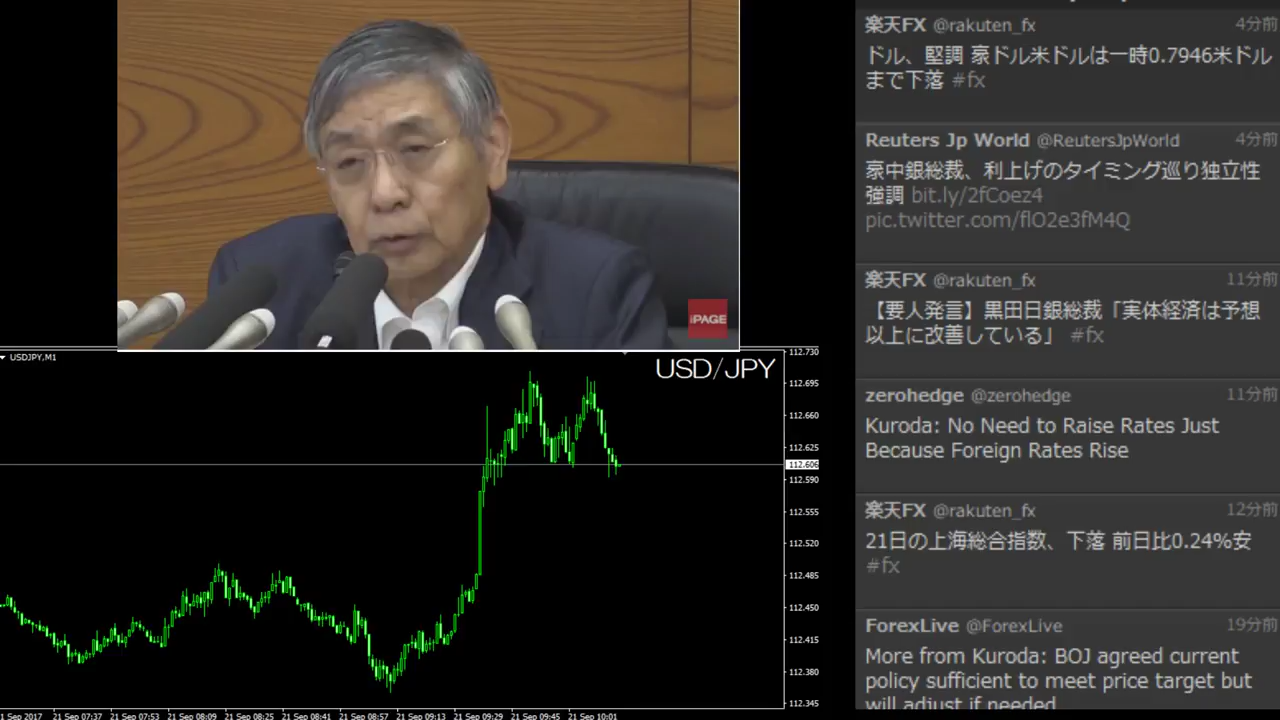 PAGE
USDJPY,M1
USD/JPY
112.730
112.695
112.660
112.625
112.606
112.590
112.555
112.520
112.485
112.450
112.415
112.380
112.345
1 Sep 2017
21 Sep 07:37
21 Sep 07:53
21 Sep 08:09
21 Sep 08:25
21 Sep 08:41
21 Sep 08:57
21 Sep 09:13
21 Sep 09:29
21 Sep 09:45
21 Sep 10:01
楽天FX @rakuten_fx 4分前
ドル、堅調 豪ドル米ドルは一時0.7946米ドル
まで下落 #fx
Reuters Jp World @ReutersJpWorld 4分前
豪中銀総裁、利上げのタイミング巡り独立性
強調 bit.ly/2fCoez4
pic.twitter.com/flO2e3fM4Q
楽天FX @rakuten_fx 11分前
【要人発言】黒田日銀総裁「実体経済は予想
以上に改善している」 #fx
zerohedge @zerohedge 11分前
Kuroda: No Need to Raise Rates Just
Because Foreign Rates Rise
楽天FX @rakuten_fx 12分前
21日の上海総合指数、下落 前日比0.24%安
#fx
ForexLive @ForexLive 19分前
More from Kuroda: BOJ agreed current
policy sufficient to meet price target but
will adjust if needed